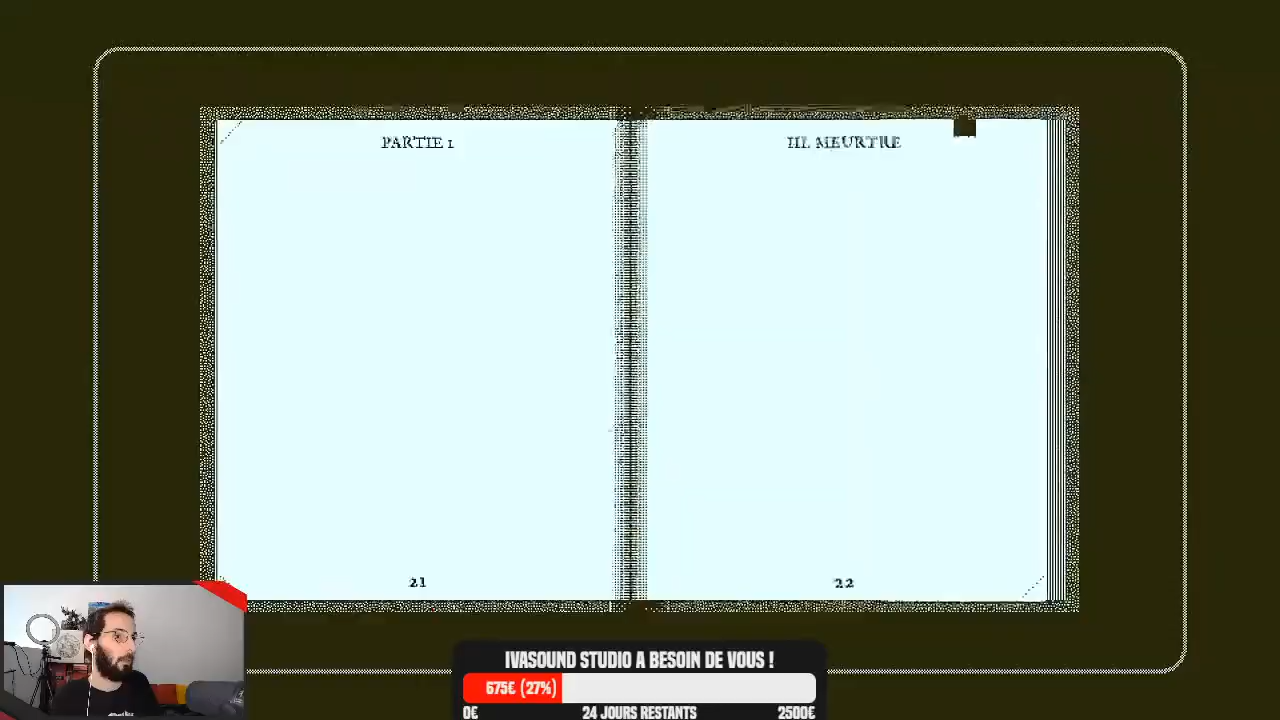 PARTIE 1
III. MEURTRE
21
22
IVASOUND STUDIO A BESOIN DE VOUS !
675€ (27%)
0€
24 JOURS RESTANTS
2500€